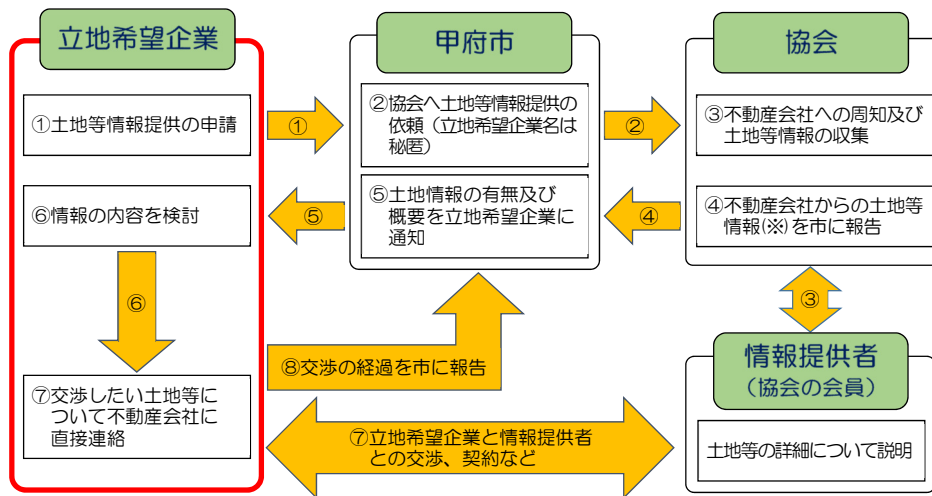 立地希望企業
①土地等情報提供の申請
⑥情報の内容を検討
⑥
⑦交渉したい土地等に
ついて不動産会社に
直接連絡
①
⑤
甲府市
②協会へ土地等情報提供の
依頼（立地希望企業名は
秘匿）
⑤土地情報の有無及び
概要を立地希望企業に
通知
②
④
協会
③不動産会社への周知及び
土地等情報の収集
④不動産会社からの土地等
情報(※)を市に報告
③
⑧交渉の経過を市に報告
⑦立地希望企業と情報提供者
との交渉、契約など
情報提供者
（協会の会員）
土地等の詳細について説明